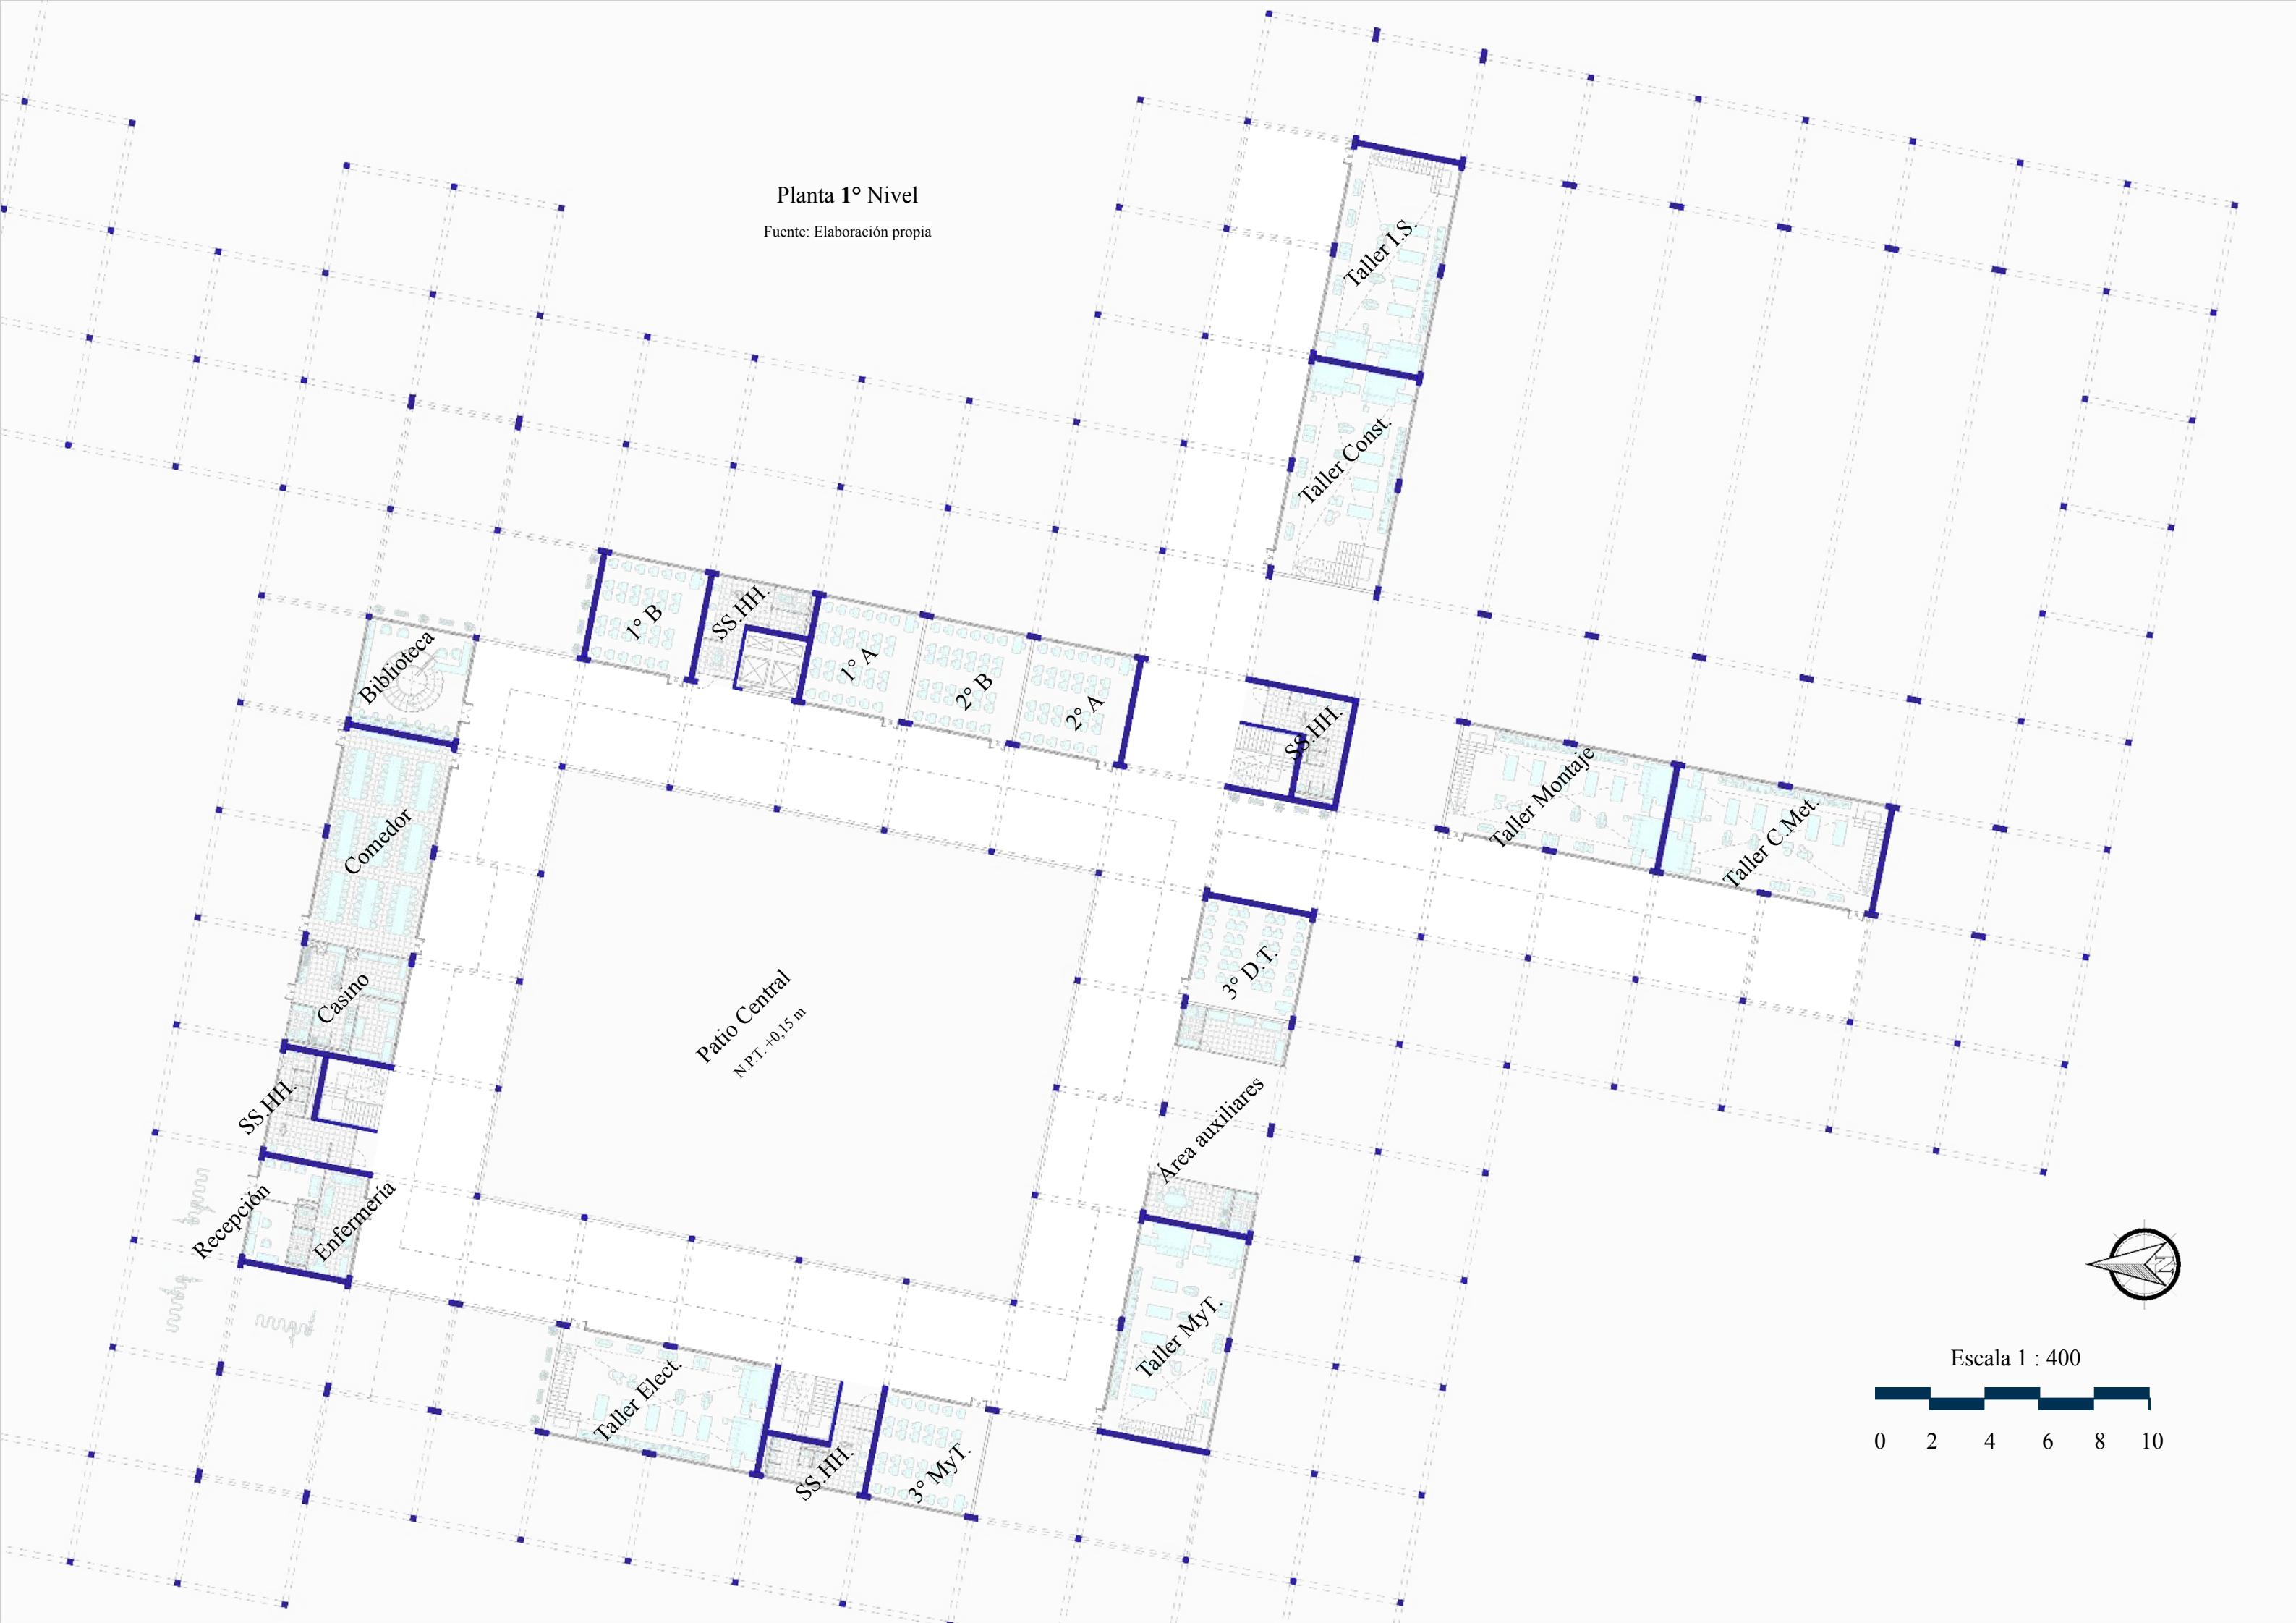 Planta 1° Nivel
Fuente: Elaboración propia
Taller I.S.
Taller Const.
1° B
SS.HH.
1° A
2° B
2° A
Biblioteca
SS.HH.
Taller Montaje
Taller C.Met.
Comedor
Casino
3° D.T.
Patio Central
N.P.T. +0,15 m
SS.HH.
Área auxiliares
Recepción
Enfermería
N
Taller MyT.
Taller Elect.
SS.HH.
3° MyT.
Escala 1 : 400
0 2 4 6 8 10